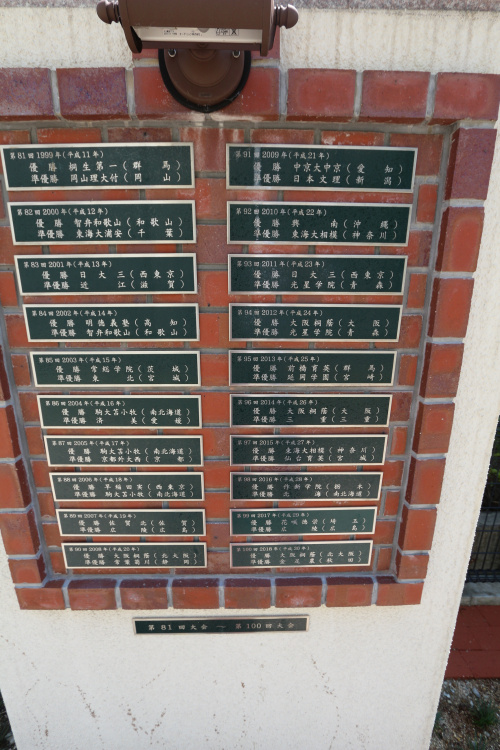 第81回 1999年(平成11年)
優勝 桐生第一(群馬)
準優勝 岡山理大付(岡山)
第82回 2000年(平成12年)
優勝 智弁和歌山(和歌山)
準優勝 東海大浦安(千葉)
第83回 2001年(平成13年)
優勝 日大三(西東京)
準優勝 近江(滋賀)
第84回 2002年(平成14年)
優勝 明徳義塾(高知)
準優勝 智弁和歌山(和歌山)
第85回 2003年(平成15年)
優勝 常総学院(茨城)
準優勝 東北(宮城)
第86回 2004年(平成16年)
優勝 駒大苫小牧(南北海道)
準優勝 済美(愛媛)
第87回 2005年(平成17年)
優勝 駒大苫小牧(南北海道)
準優勝 京都外大西(京都)
第88回 2006年(平成18年)
優勝 早稲田実(西東京)
準優勝 駒大苫小牧(南北海道)
第89回 2007年(平成19年)
優勝 佐賀北(佐賀)
準優勝 広陵(広島)
第90回 2008年(平成20年)
優勝 大阪桐蔭(北大阪)
準優勝 常葉菊川(静岡)
第91回 2009年(平成21年)
優勝 中京大中京(愛知)
準優勝 日本文理(新潟)
第92回 2010年(平成22年)
優勝 興南(沖縄)
準優勝 東海大相模(神奈川)
第93回 2011年(平成23年)
優勝 日大三(西東京)
準優勝 光星学院(青森)
第94回 2012年(平成24年)
優勝 大阪桐蔭(大阪)
準優勝 光星学院(青森)
第95回 2013年(平成25年)
優勝 前橋育英(群馬)
準優勝 延岡学園(宮崎)
第96回 2014年(平成26年)
優勝 大阪桐蔭(大阪)
準優勝 三重(三重)
第97回 2015年(平成27年)
優勝 東海大相模(神奈川)
準優勝 仙台育英(宮城)
第98回 2016年(平成28年)
優勝 作新学院(栃木)
準優勝 北海(南北海道)
第99回 2017年(平成29年)
優勝 花咲徳栄(埼玉)
準優勝 広陵(広島)
第100回 2018年(平成30年)
優勝 大阪桐蔭(北大阪)
準優勝 金足農(秋田)
第81回大会 〜 第100回大会